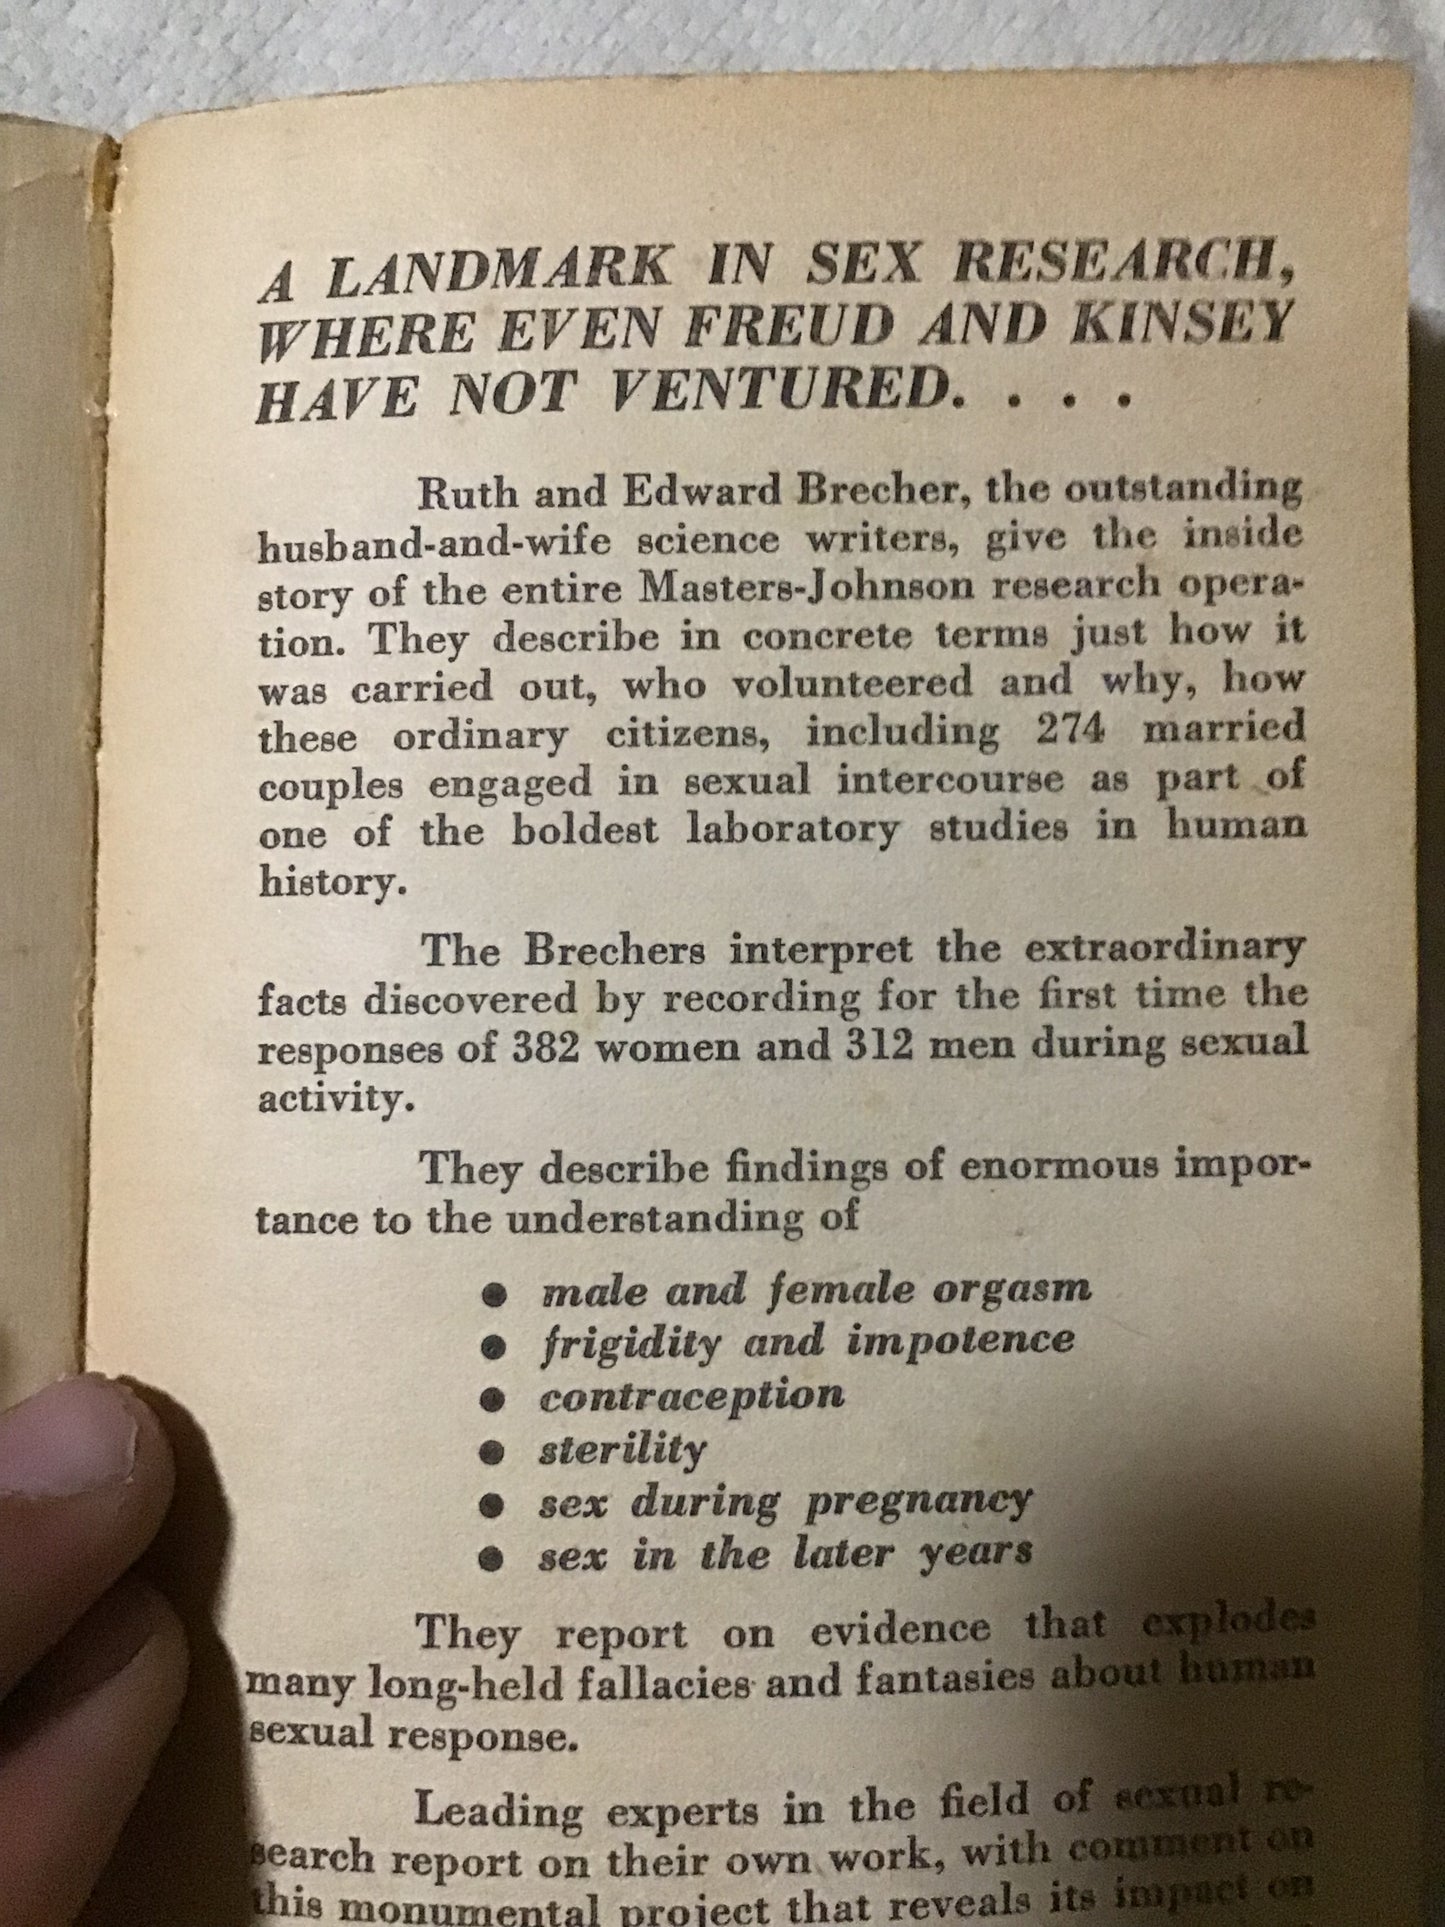 A LANDMARK IN SEX RESEARCH,
WHERE EVEN FREUD AND KINSEY
HAVE NOT VENTURED. . . .
Ruth and Edward Brecher, the outstanding
husband-and-wife science writers, give the inside
story of the entire Masters-Johnson research opera-
tion. They describe in concrete terms just how it
was carried out, who volunteered and why, how
these ordinary citizens, including 274 married
couples engaged in sexual intercourse as part of
one of the boldest laboratory studies in human
history.
The Brechers interpret the extraordinary
facts discovered by recording for the first time the
responses of 382 women and 312 men during sexual
activity.
They describe findings of enormous impor-
tance to the understanding of
● male and female orgasm
● frigidity and impotence
● contraception
● sterility
● sex during pregnancy
● sex in the later years
They report on evidence that explodes
many long-held fallacies and fantasies about human
sexual response.
Leading experts in the field of sexual re-
search report on their own work, with comment on
this monumental project that reveals its impact on